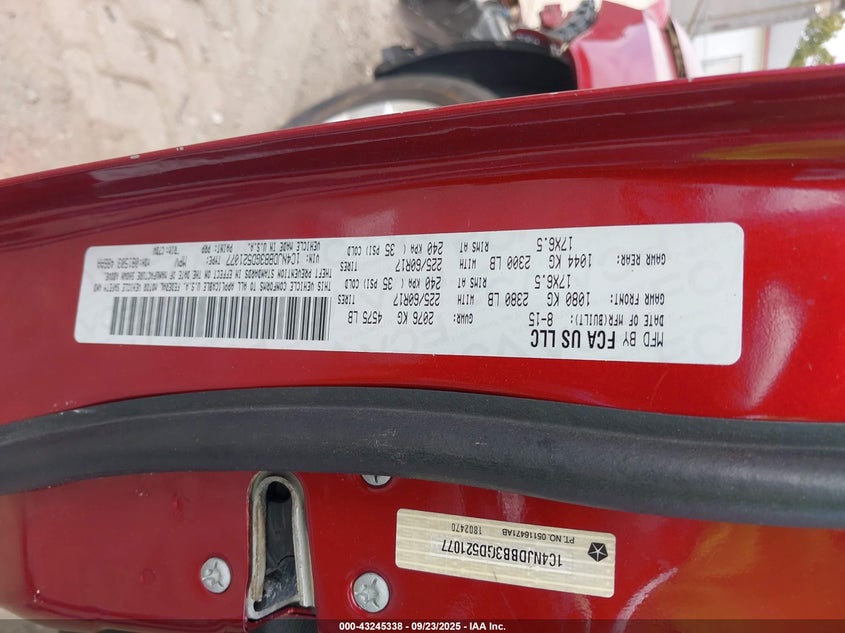 MFD BY FCA US LLC
DATE OF MFR(BUILT): 8-15
GVWR: 2076 KG 4575 LB
GAWR FRONT: 1080 KG 2380 LB WITH 225/60R17 TIRES
17X6.5 RIMS AT 240 KPA ( 35 PSI) COLD
GAWR REAR: 1044 KG 2300 LB WITH 225/60R17 TIRES
17X6.5 RIMS AT 240 KPA ( 35 PSI) COLD
THIS VEHICLE CONFORMS TO ALL APPLICABLE U.S.A. FEDERAL MOTOR VEHICLE SAFETY AND
THEFT PREVENTION STANDARDS IN EFFECT ON THE DATE OF MANUFACTURE SHOWN ABOVE.
VIN: 1C4NJDBB3GD521077 TYPE: MPV
VEHICLE MADE IN U.S.A. PAINT: PRP
1C4NJDBB3GD521077
PT. NO. 05116471AB
1802470
000-43245338 - 09/23/2025 - IAA Inc.